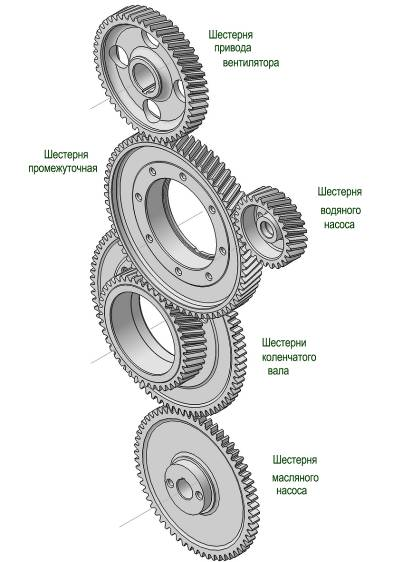 Шестерня
привода
вентилятора
Шестерня
промежуточная
Шестерня
водяного
насоса
Шестерни
коленчатого
вала
Шестерня
масляного
насоса